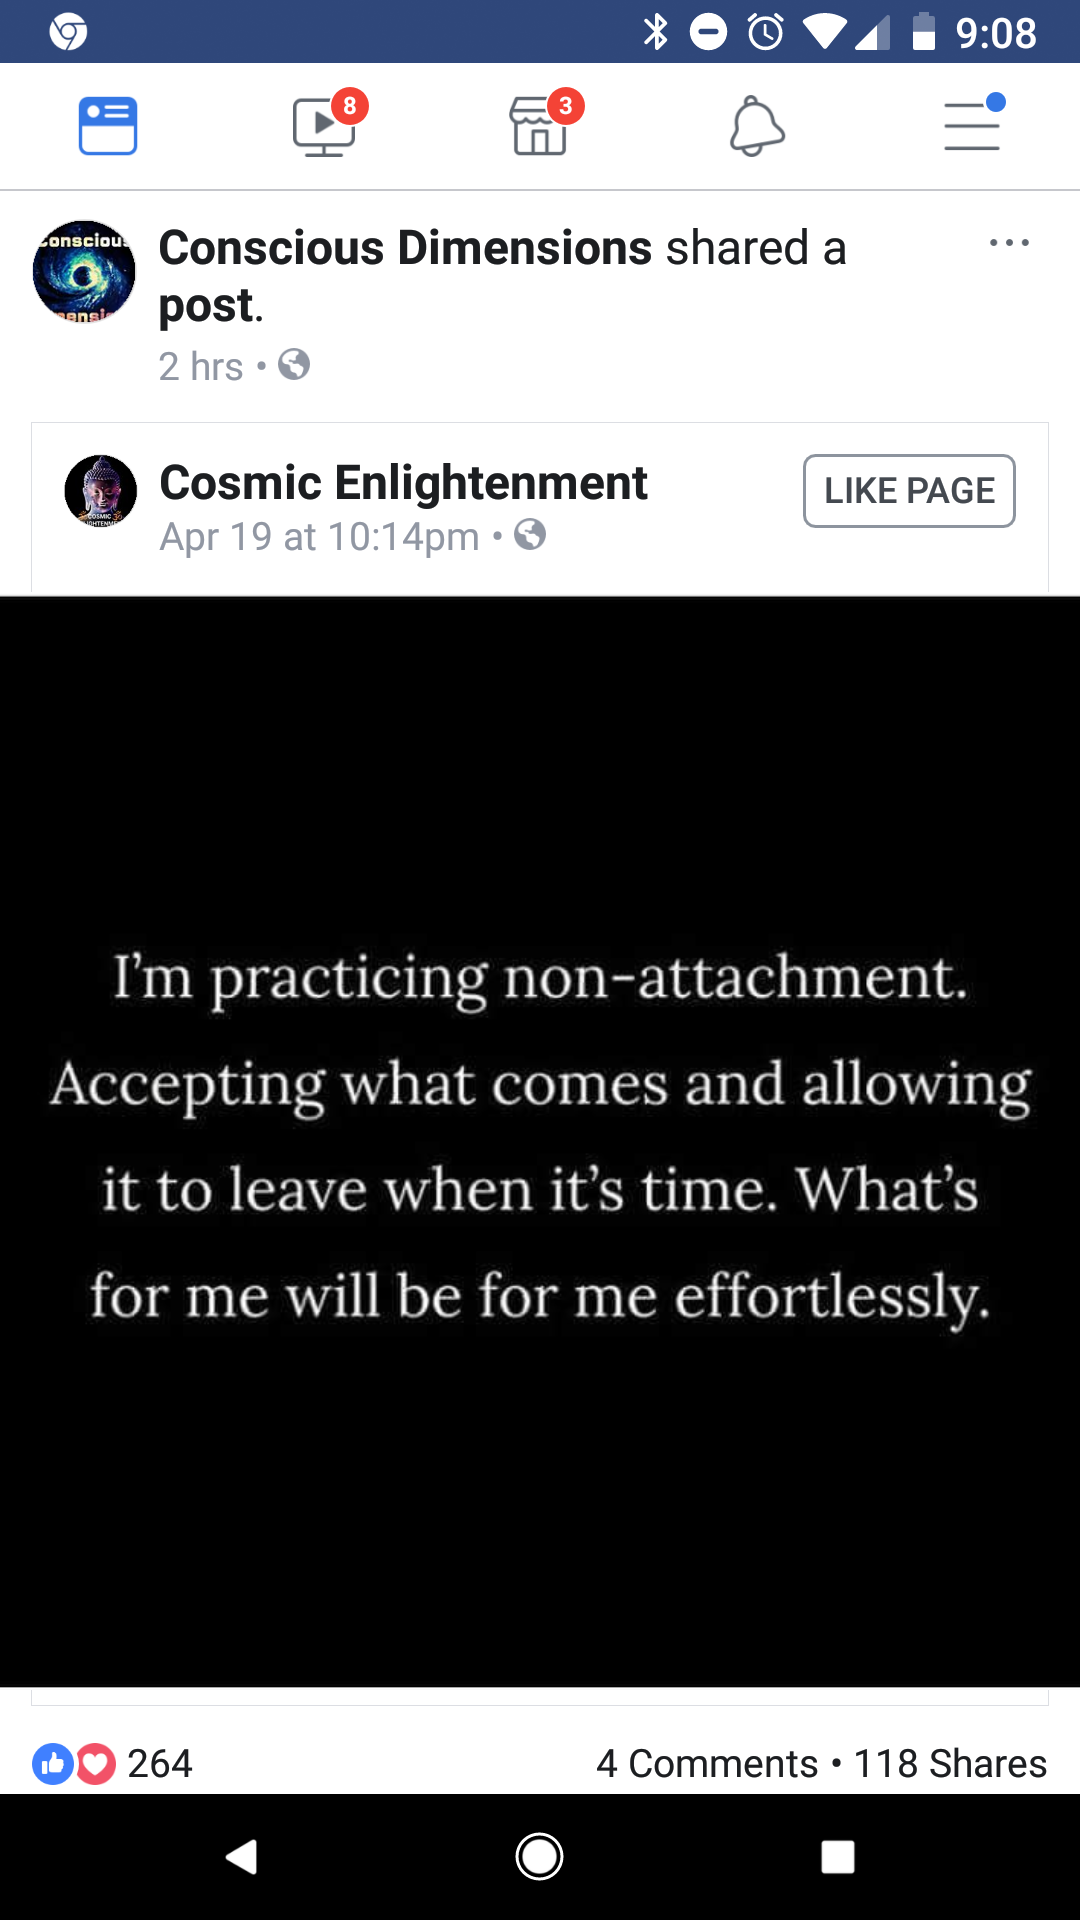 9:08
8
3
Conscious Dimensions shared a
post.
2 hrs •
Cosmic Enlightenment
LIKE PAGE
Apr 19 at 10:14pm •
I'm practicing non-attachment.
Accepting what comes and allowing
it to leave when it's time. What's
for me will be for me effortlessly.
264
4 Comments • 118 Shares